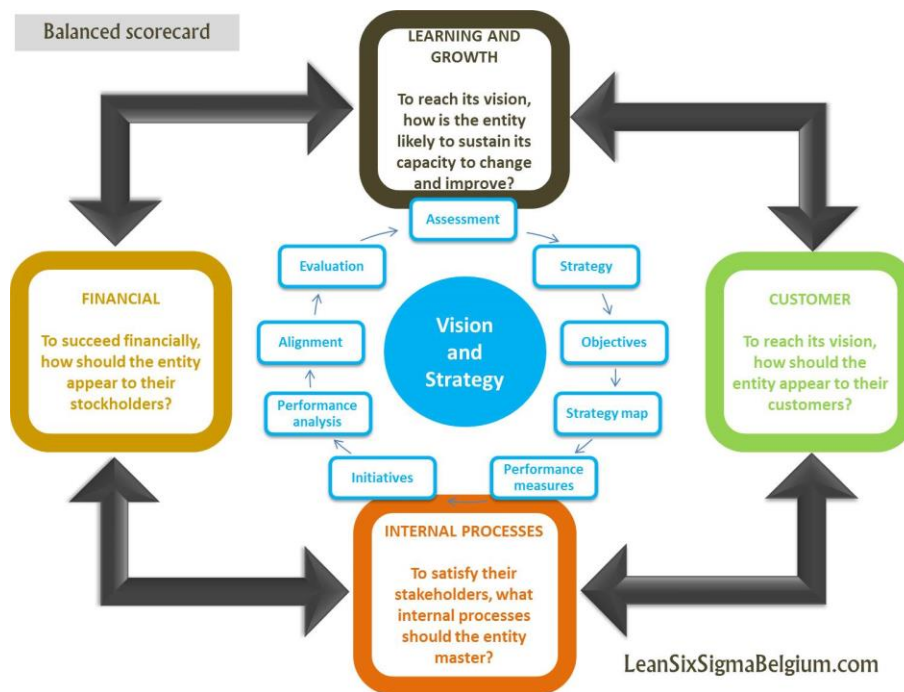 Balanced scorecard
LEARNING AND
GROWTH
To reach its vision,
how is the entity
likely to sustain its
capacity to change
and improve?
Assessment
Evaluation
Strategy
FINANCIAL
To succeed financially,
how should the entity
appear to their
stockholders?
Alignment
Vision
and
Strategy
Objectives
CUSTOMER
To reach its vision,
how should the
entity appear to their
customers?
Performance
analysis
Strategy map
Initiatives
Performance
measures
INTERNAL PROCESSES
To satisfy their
stakeholders, what
internal processes
should the entity
master?
LeanSixSigmaBelgium.com